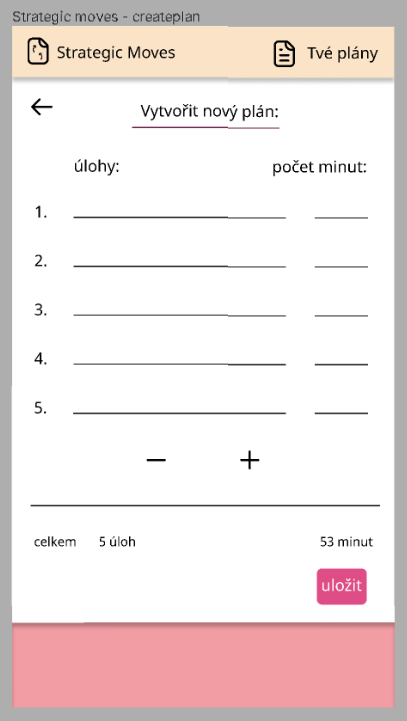 Strategic moves - createplan
Strategic Moves Tvé plány
Vytvořit nový plán:
úlohy: počet minut:
1.
2.
3.
4.
5.
celkem 5 úloh 53 minut
uložit